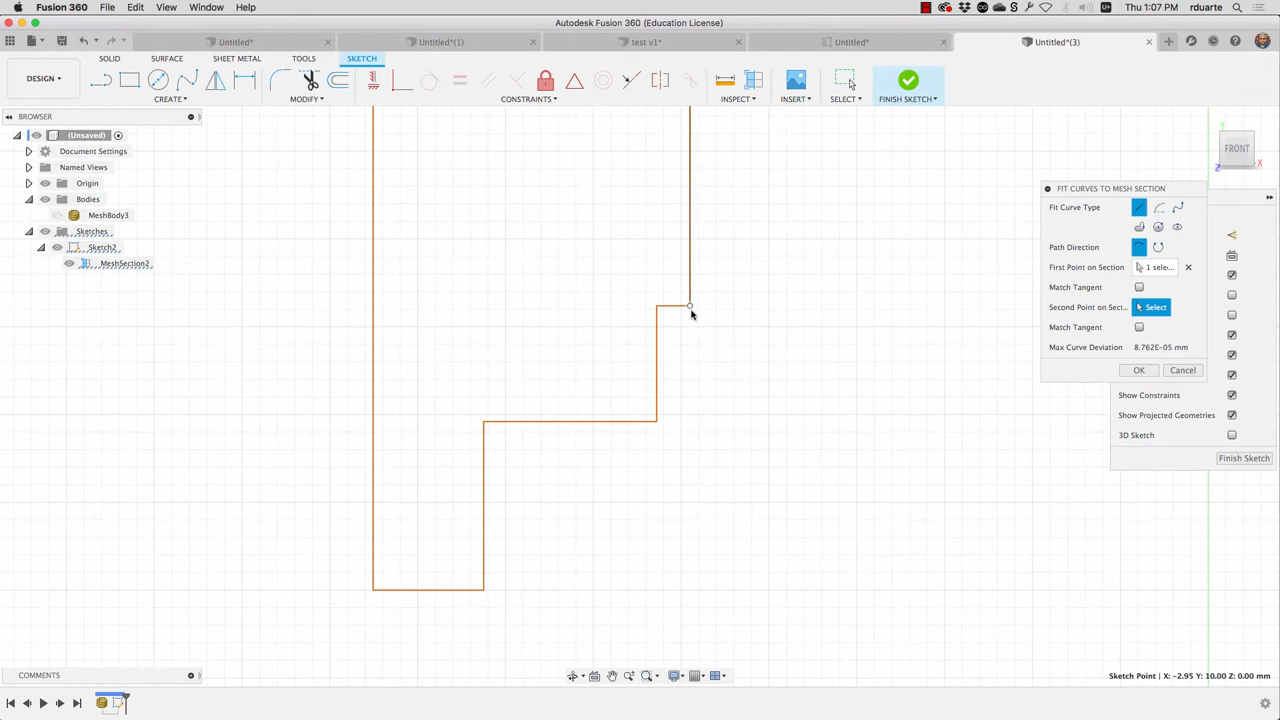 Fusion 360 File Edit View Window Help
Thu 1:07 PM rduarte
Autodesk Fusion 360 (Education License)
Untitled* Untitled*(1) test v1* Untitled* Untitled*(3)
SOLID SURFACE SHEET METAL TOOLS SKETCH
DESIGN
CREATE MODIFY CONSTRAINTS INSPECT INSERT SELECT FINISH SKETCH
BROWSER
(Unsaved)
Document Settings
Named Views
Origin
Bodies
MeshBody3
Sketches
Sketch2
MeshSection2
Y
FRONT
Z
X
FIT CURVES TO MESH SECTION
Fit Curve Type
Path Direction
First Point on Section 1 sele...
Match Tangent
Second Point on Sect... Select
Match Tangent
Max Curve Deviation 8.762E-05 mm
OK Cancel
Show Constraints
Show Projected Geometries
3D Sketch
Finish Sketch
COMMENTS
Sketch Point | X: -2.95 Y: 10.00 Z: 0.00 mm